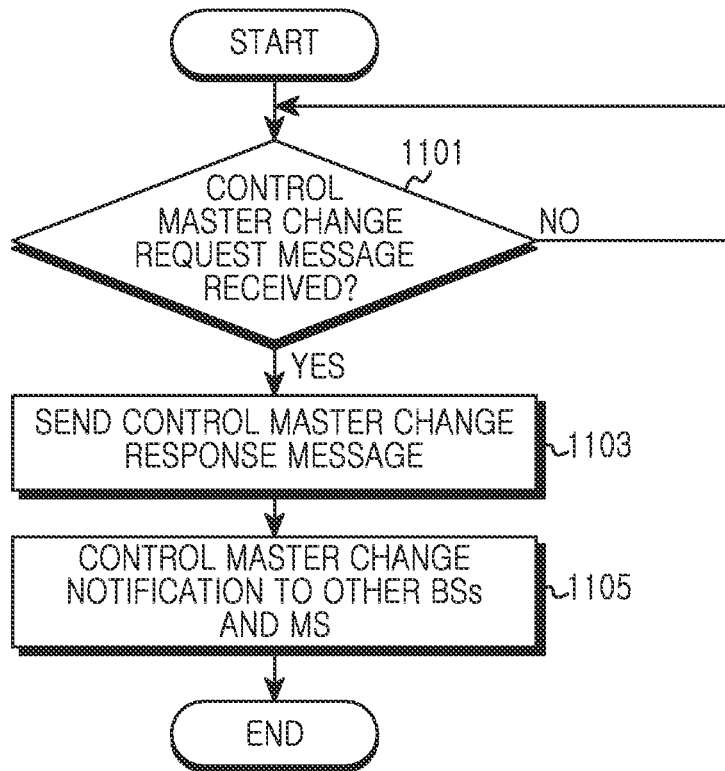 START
1101
CONTROL
MASTER CHANGE
REQUEST MESSAGE
RECEIVED?
NO
YES
SEND CONTROL MASTER CHANGE
RESPONSE MESSAGE
1103
CONTROL MASTER CHANGE
NOTIFICATION TO OTHER BSs
AND MS
1105
END